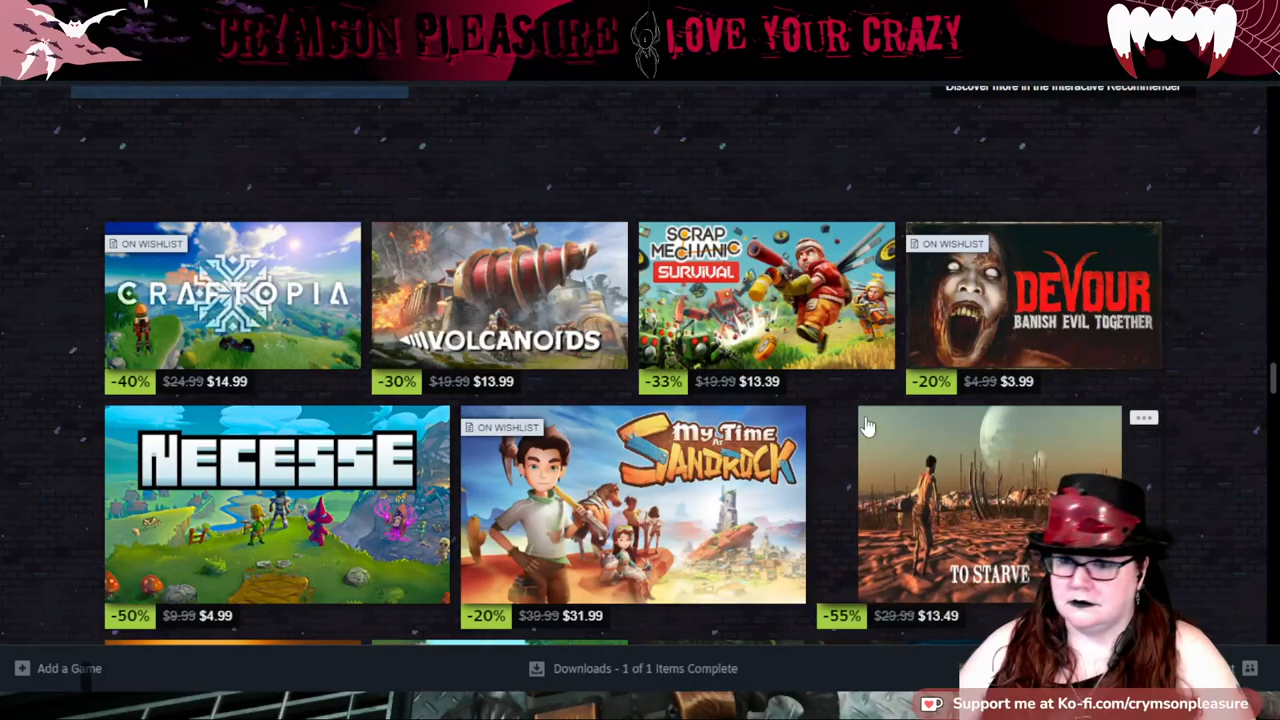 CRYMSON PLEASURE LOVE YOUR CRAZY
Discover more in the Interactive Recommender
ON WISHLIST
CRAFTOPIA
-40% $24.99 $14.99
VOLCANOIDS
-30% $19.99 $13.99
SCRAP
MECHANIC
SURVIVAL
-33% $19.99 $13.39
ON WISHLIST
DEVOUR
BANISH EVIL TOGETHER
-20% $4.99 $3.99
NECESSE
-50% $9.99 $4.99
ON WISHLIST
My Time
AT
SANDROCK
-20% $39.99 $31.99
TO STARVE
-55% $29.99 $13.49
Add a Game
Downloads - 1 of 1 Items Complete
Support me at Ko-fi.com/crymsonpleasure